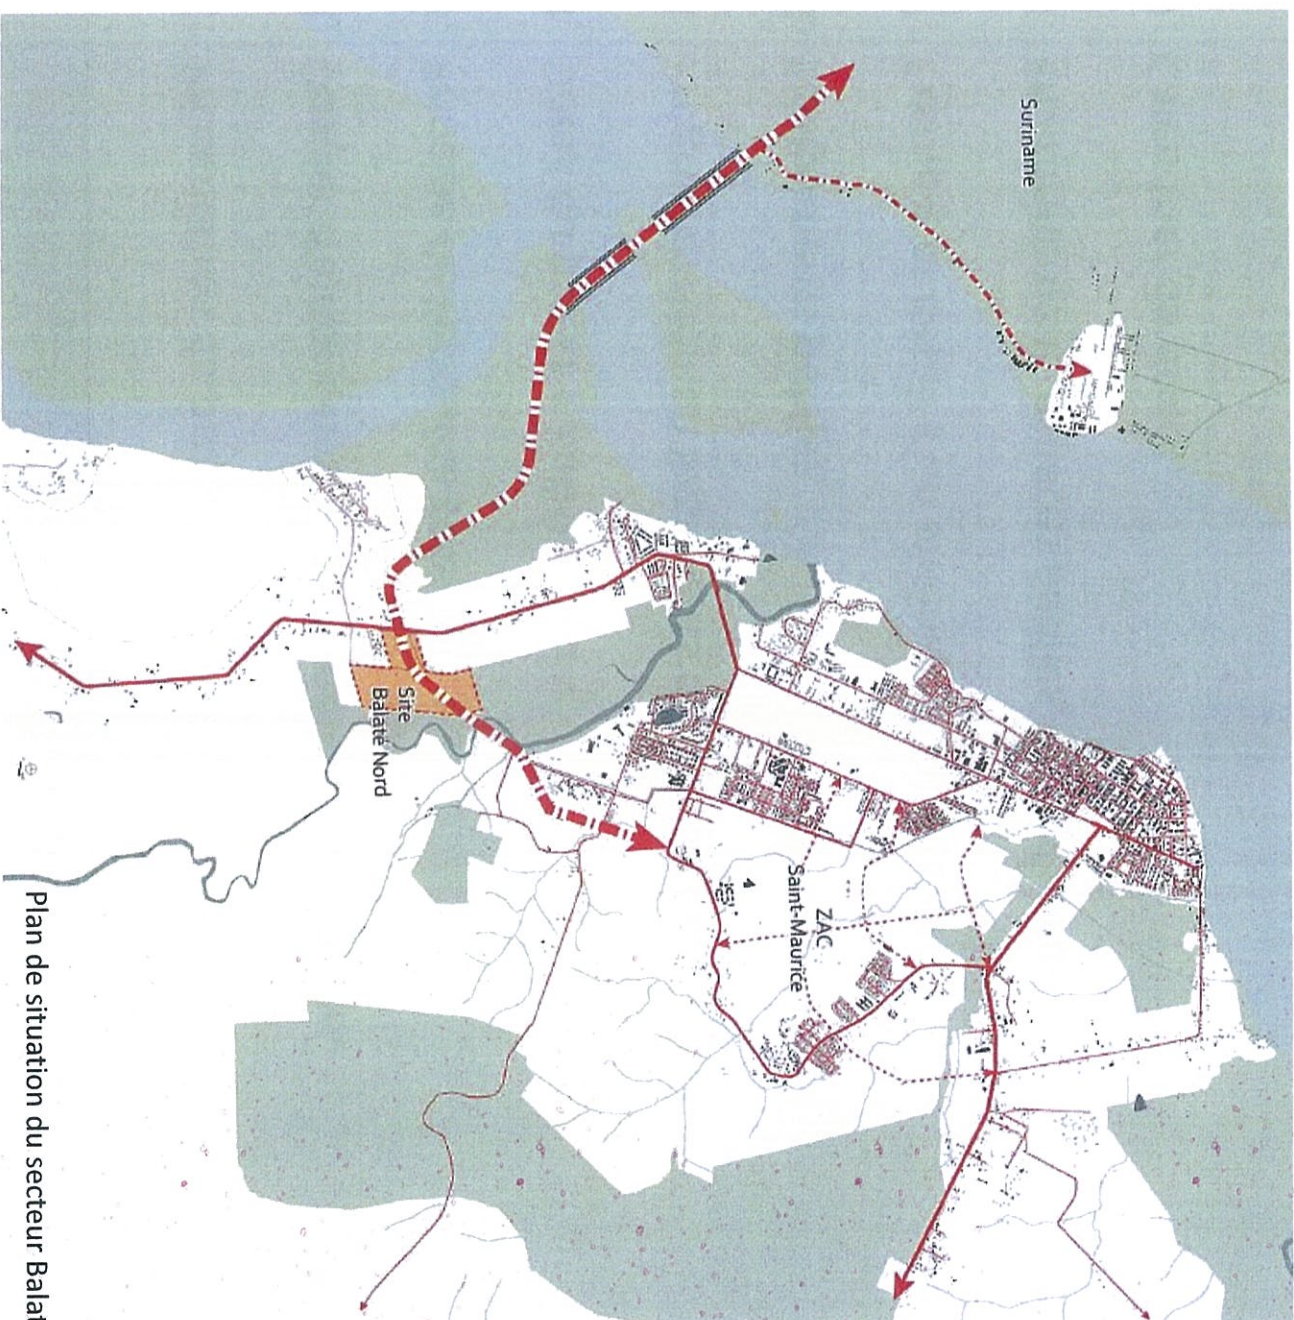 Suriname
ZAC
Saint-Maurice
Site
Balaté Nord
Plan de situation du secteur Balat